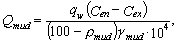 Q_mud = q_w (C_en − C_ex) / (100 − ρ_mud) γ_mud · 10^4 ,